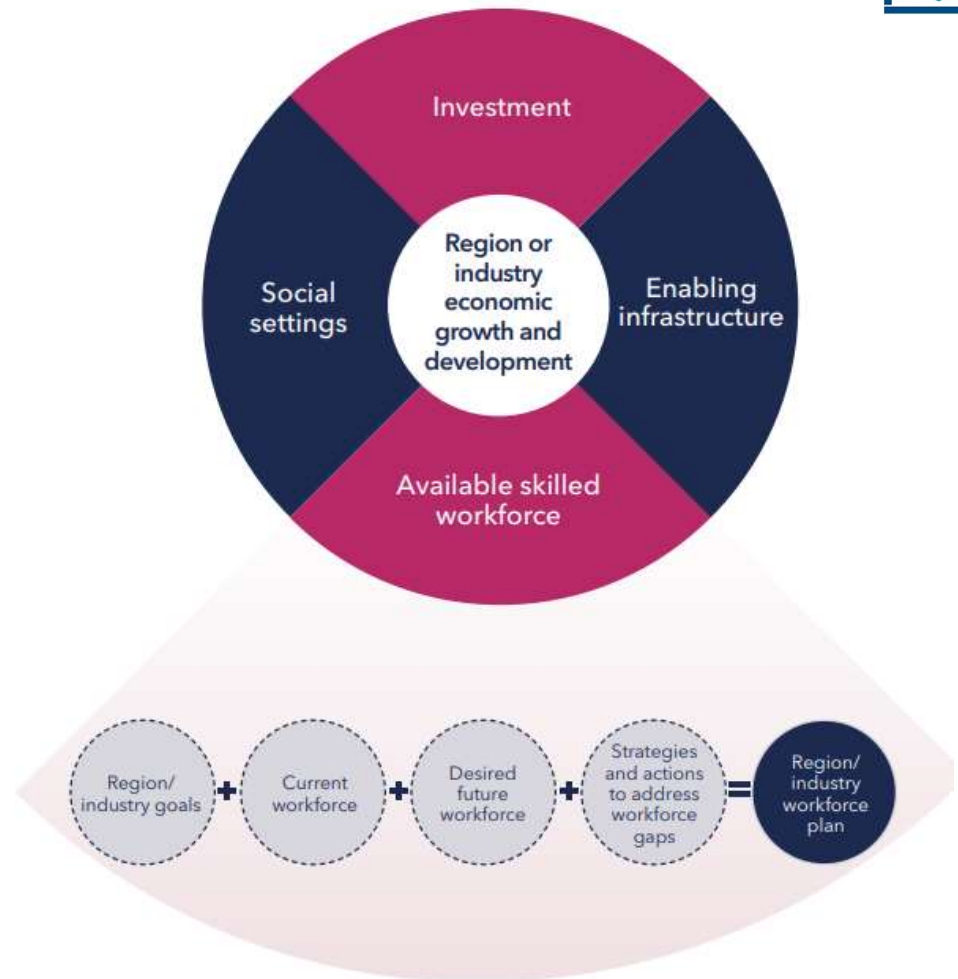 Investment
Social
settings
Region or
industry
economic
growth and
development
Enabling
infrastructure
Available skilled
workforce
Region/
industry goals
+
Current
workforce
+
Desired
future
workforce
+
Strategies
and actions
to address
workforce
gaps
=
Region/
industry
workforce
plan